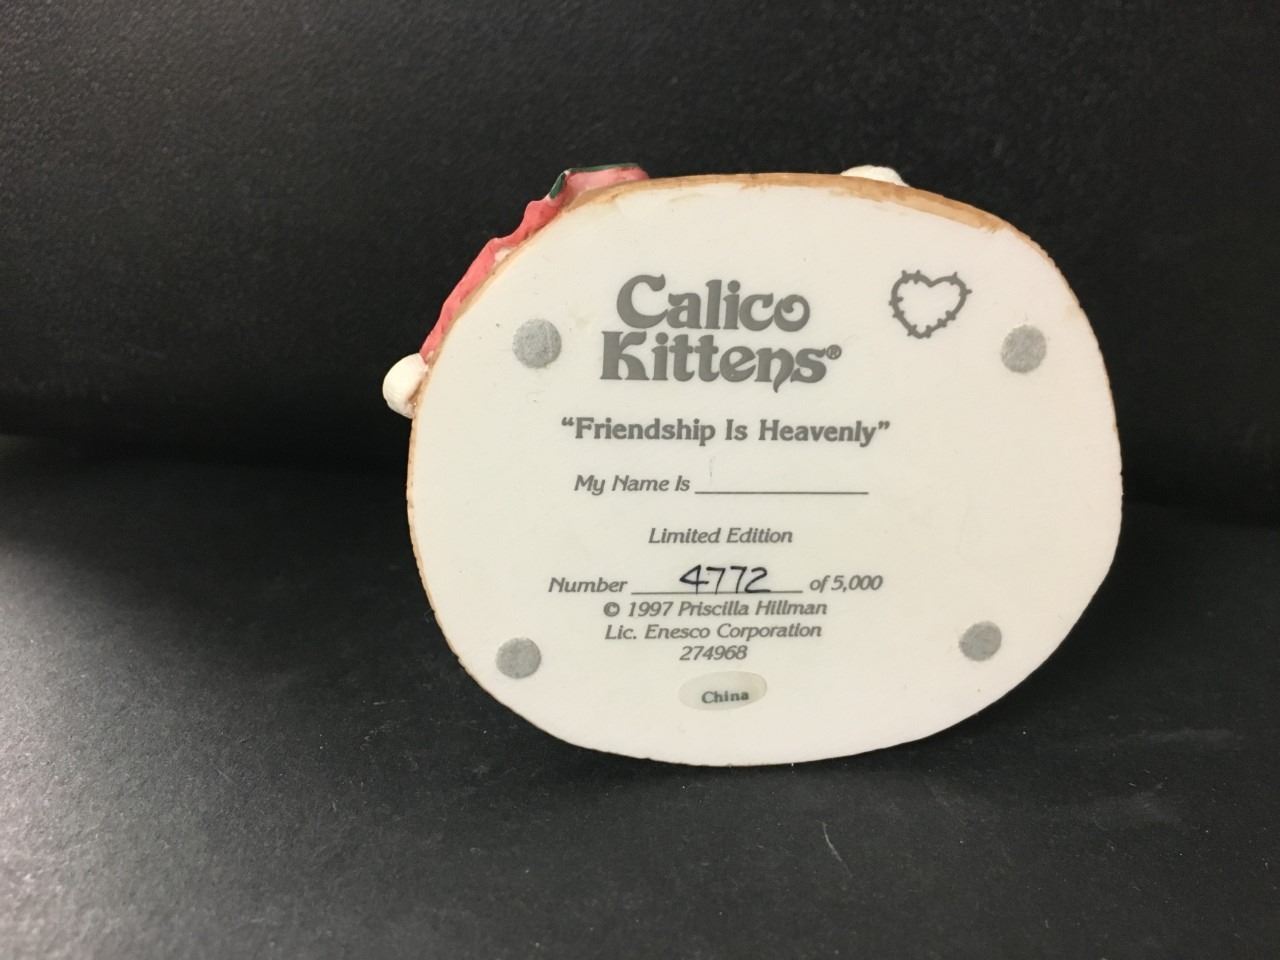 Calico
Kittens®
“Friendship Is Heavenly”
My Name Is ____________
Limited Edition
Number 4772 of 5,000
© 1997 Priscilla Hillman
Lic. Enesco Corporation
274968
China